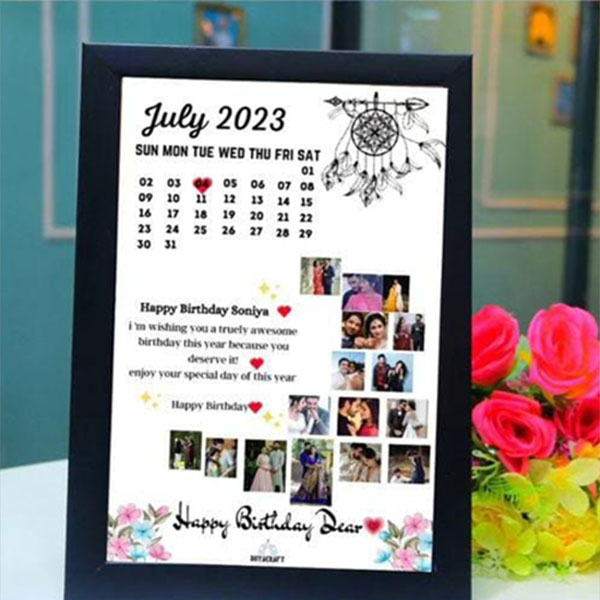 July 2023
SUN MON TUE WED THU FRI SAT
01
02 03 04 05 06 07 08
09 10 11 12 13 14 15
16 17 18 19 20 21 22
23 24 25 26 27 28 29
30 31
Happy Birthday Soniya
i'm wishing you a truely awesome
birthday this year because you
deserve it!
enjoy your special day of this year
Happy Birthday
Happy Birthday Dear